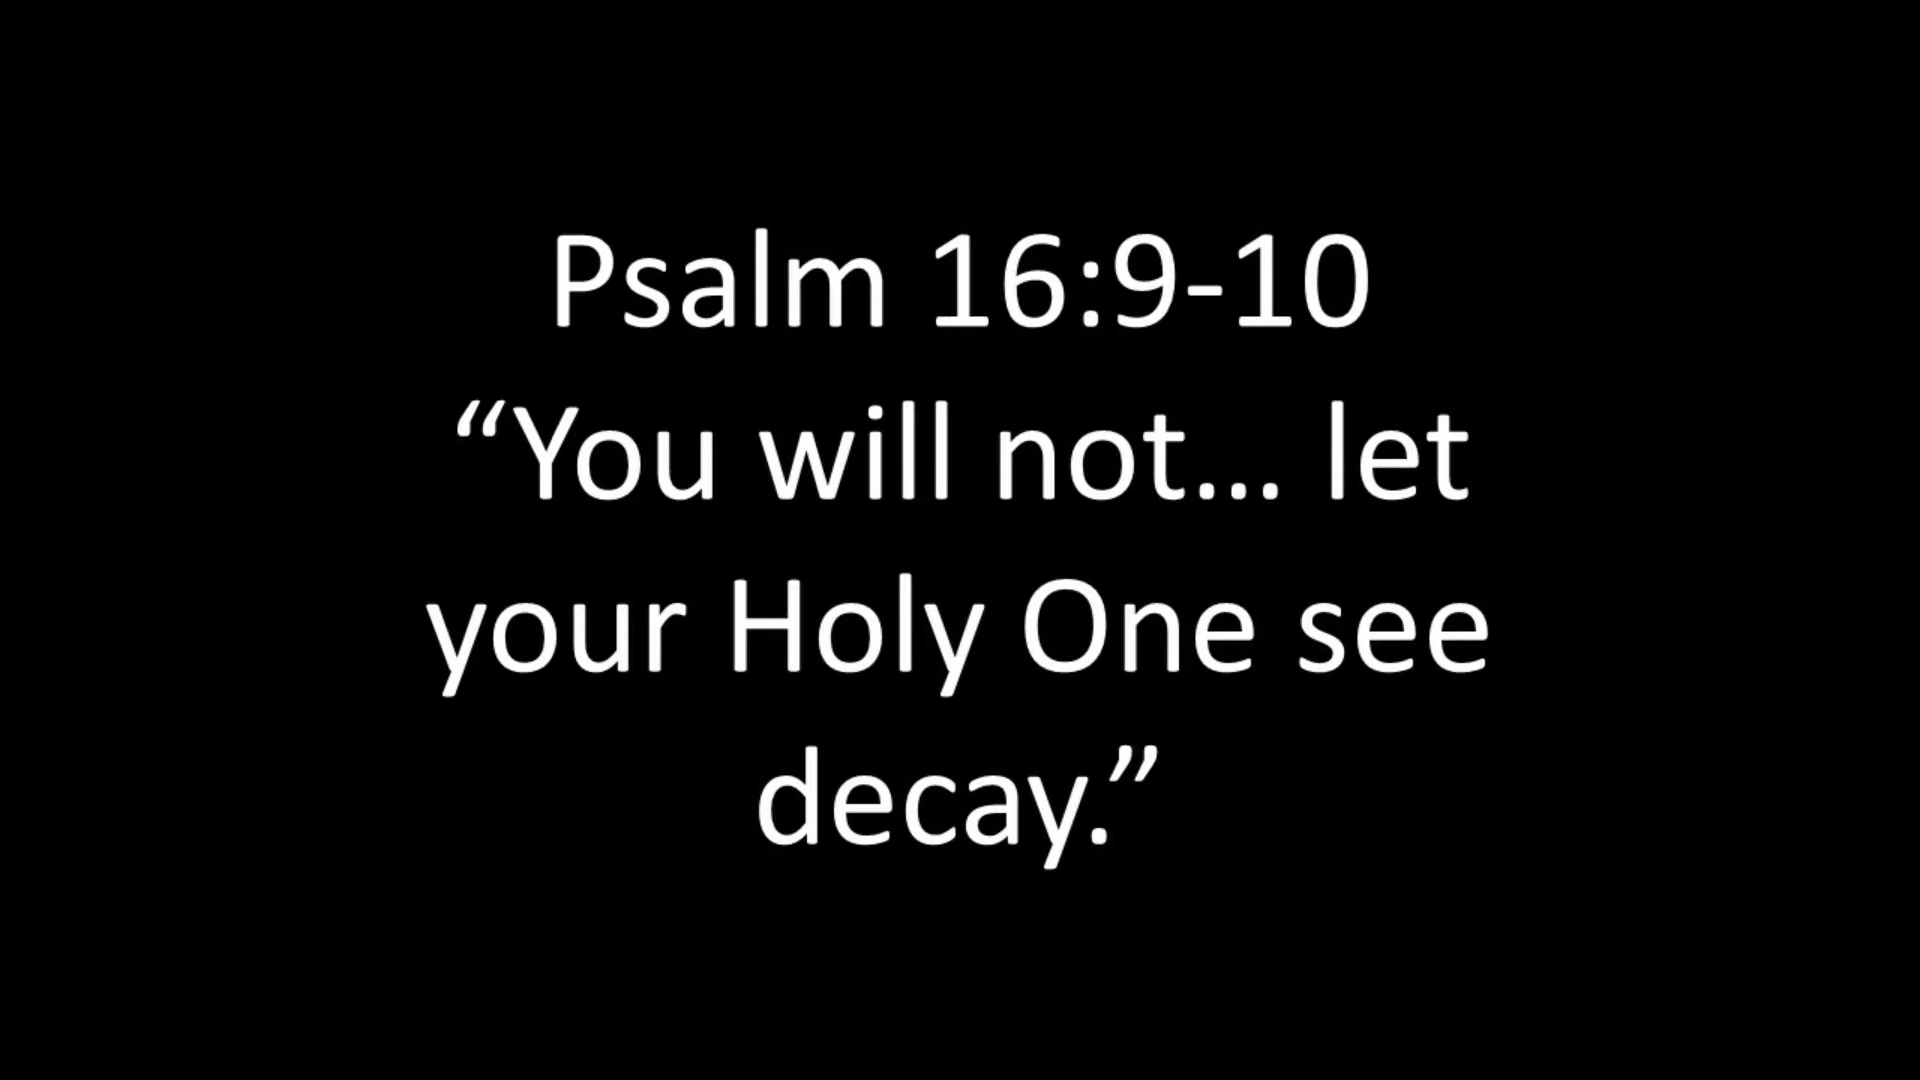 Psalm 16:9-10
“You will not… let
your Holy One see
decay.”